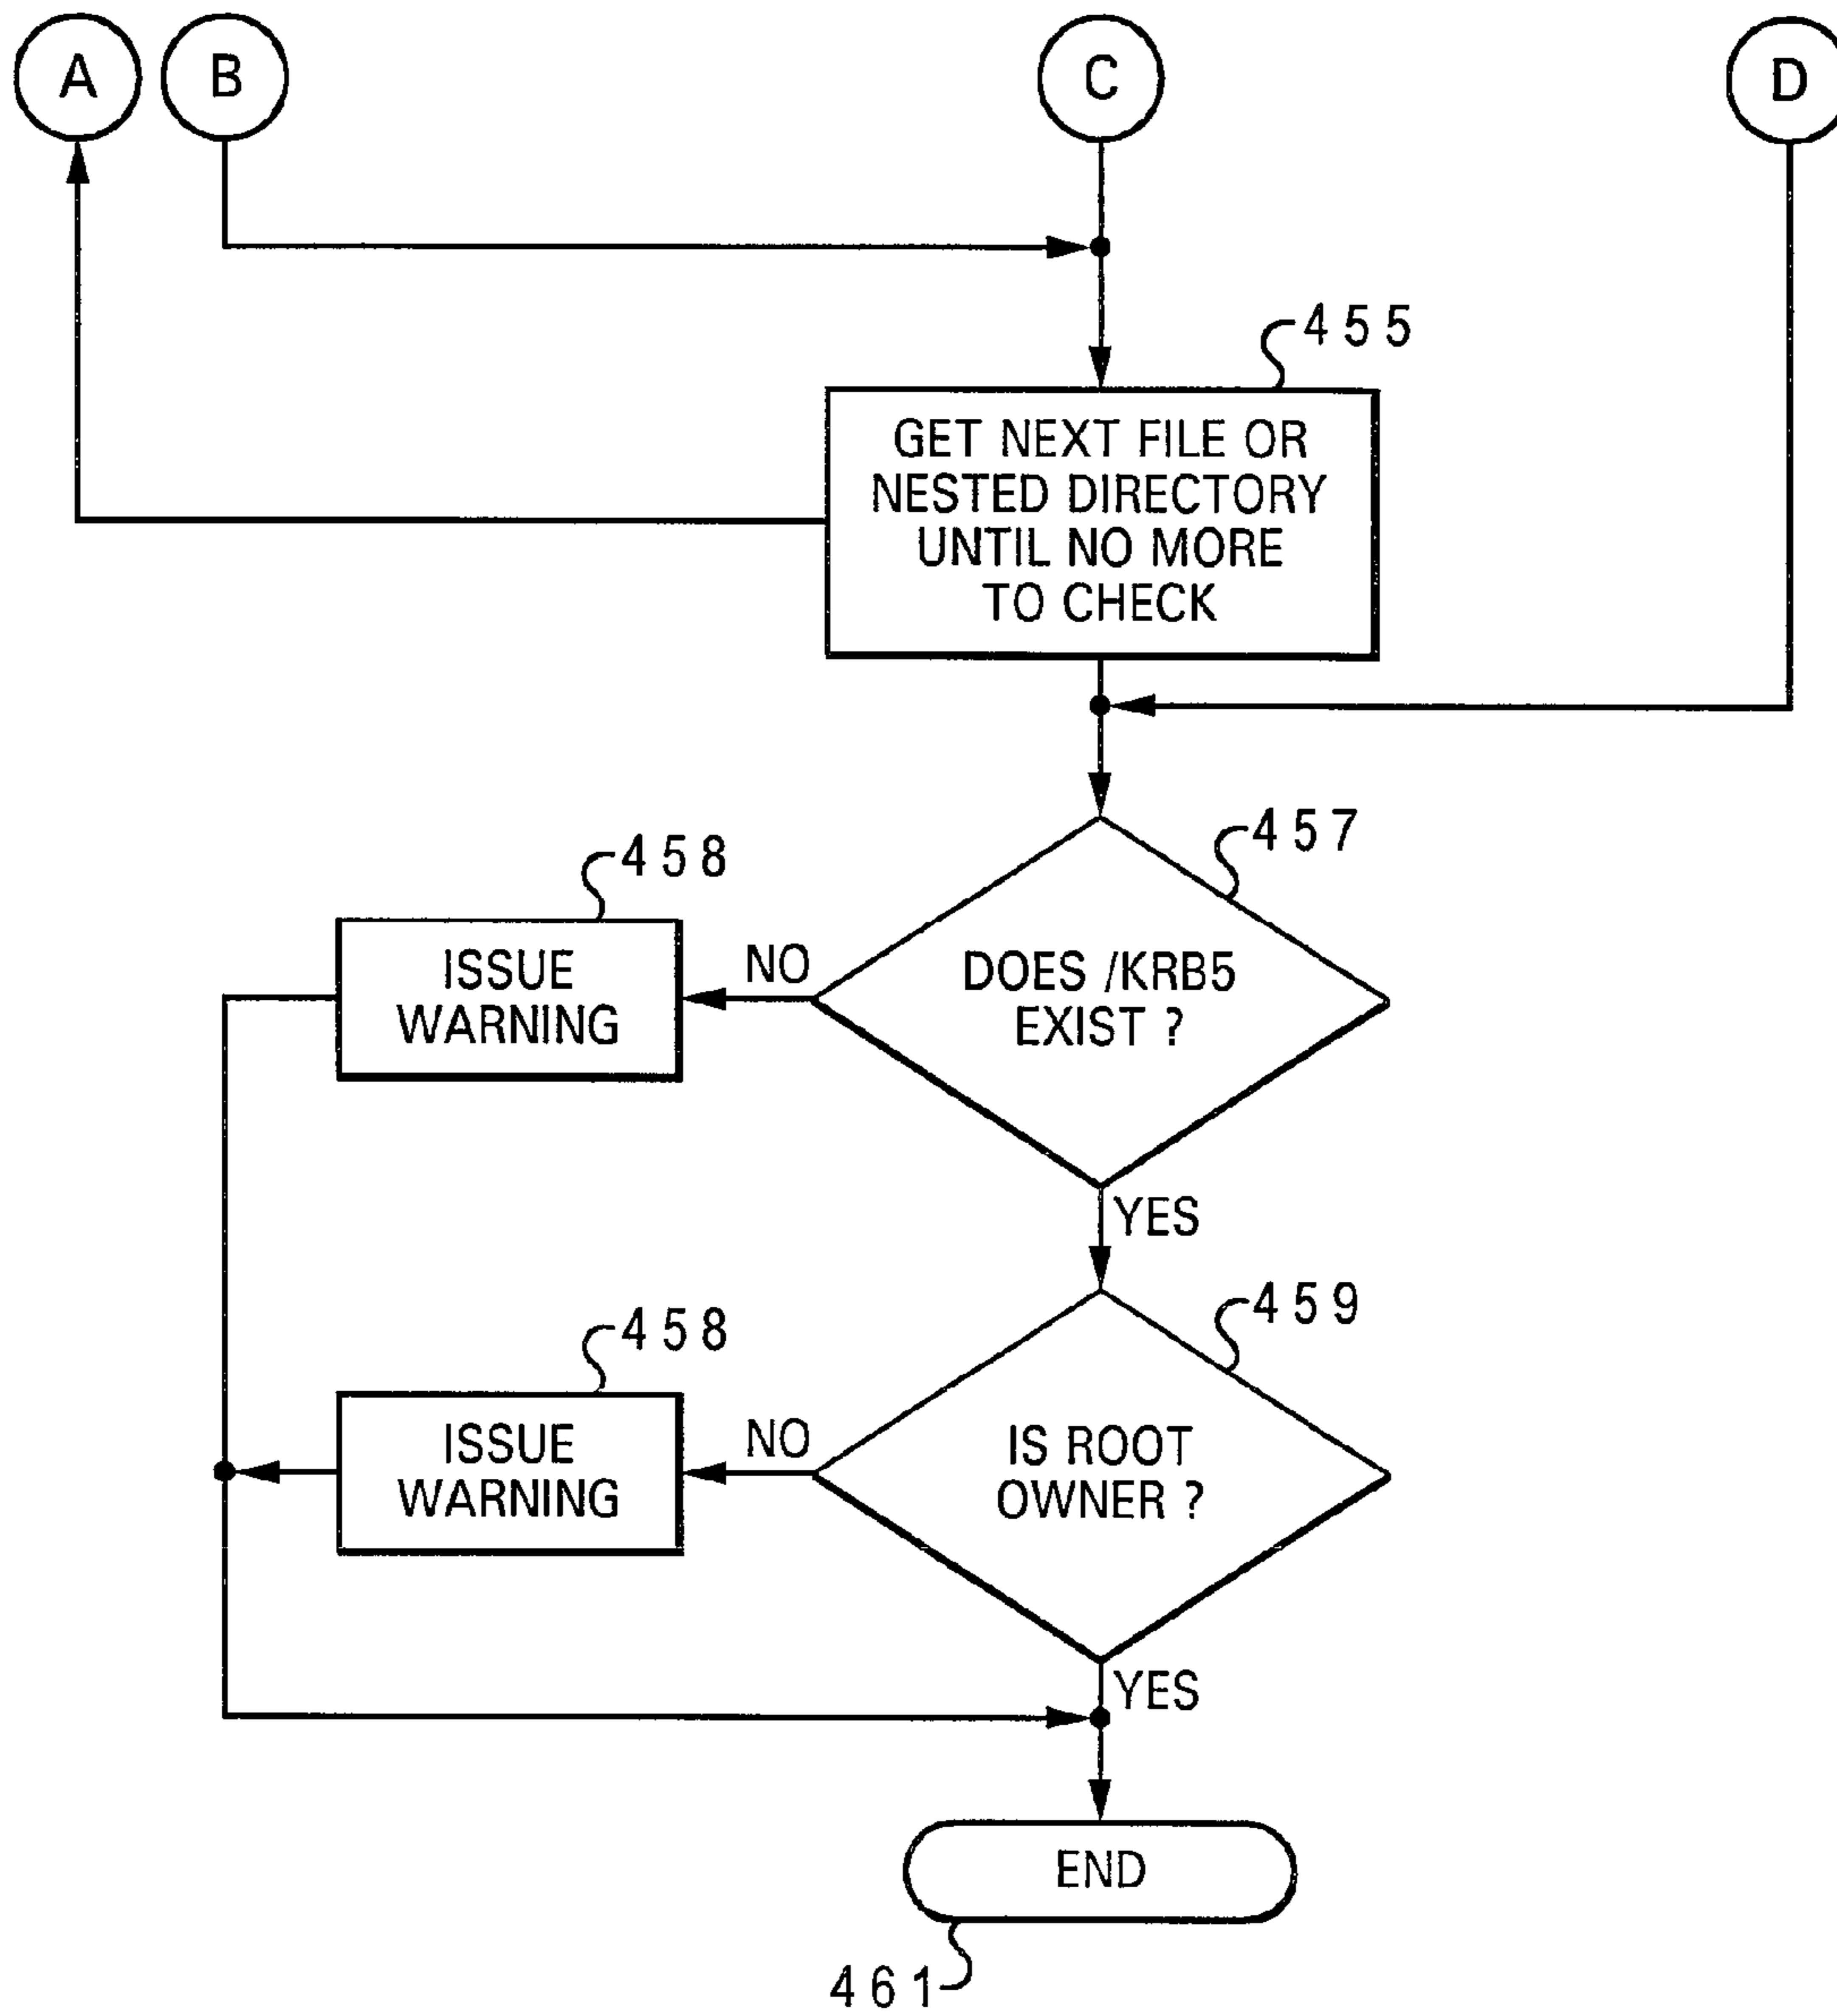 A
B
C
D
455
GET NEXT FILE OR
NESTED DIRECTORY
UNTIL NO MORE
TO CHECK
457
458
DOES /KRB5
EXIST ?
NO
ISSUE
WARNING
YES
459
458
IS ROOT
OWNER ?
NO
ISSUE
WARNING
YES
END
461